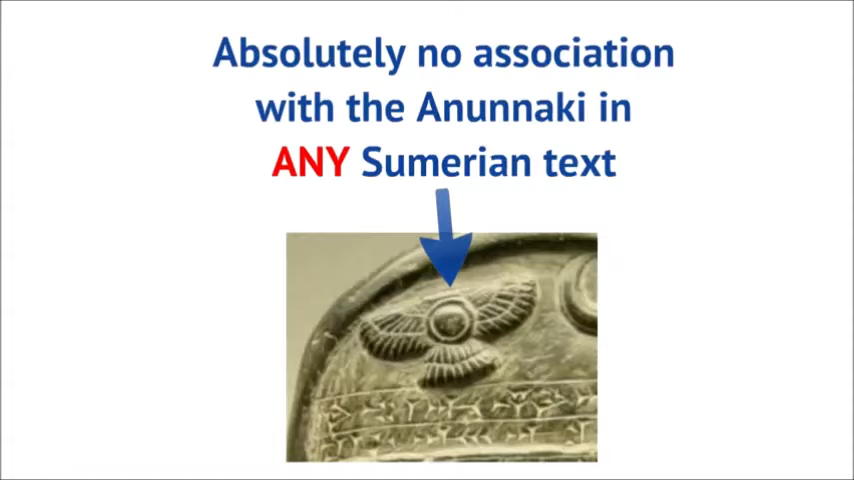 Absolutely no association
with the Anunnaki in
ANY Sumerian text